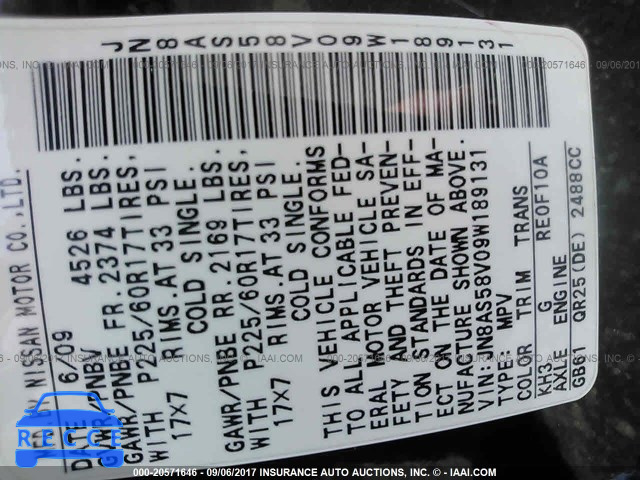 JN8AS58V09W189131
MFD.BY NISSAN MOTOR CO.,LTD.
DATE 6/09
GVWR/PNBV 4526 LBS.
GAWR/PNBE FR.2374 LBS.
WITH P225/60R17TIRES,
17X7 RIMS.AT 33 PSI
COLD SINGLE.
GAWR/PNBE RR.2169 LBS.
WITH P225/60R17TIRES,
17X7 RIMS.AT 33 PSI
COLD SINGLE.
THIS VEHICLE CONFORMS
TO ALL APPLICABLE FED-
ERAL MOTOR VEHICLE SA-
FETY AND THEFT PREVEN-
TION STANDARDS IN EFF-
ECT ON THE DATE OF MA-
NUFACTURE SHOWN ABOVE.
VIN:JN8AS58V09W189131
TYPE:MPV
COLOR TRIM TRANS
KH3 G RE0F10A
AXLE ENGINE
GB61 QR25(DE) 2488CC
000-20571646 - 09/06/2017 INSURANCE AUTO AUCTIONS, INC. © - IAAI.COM